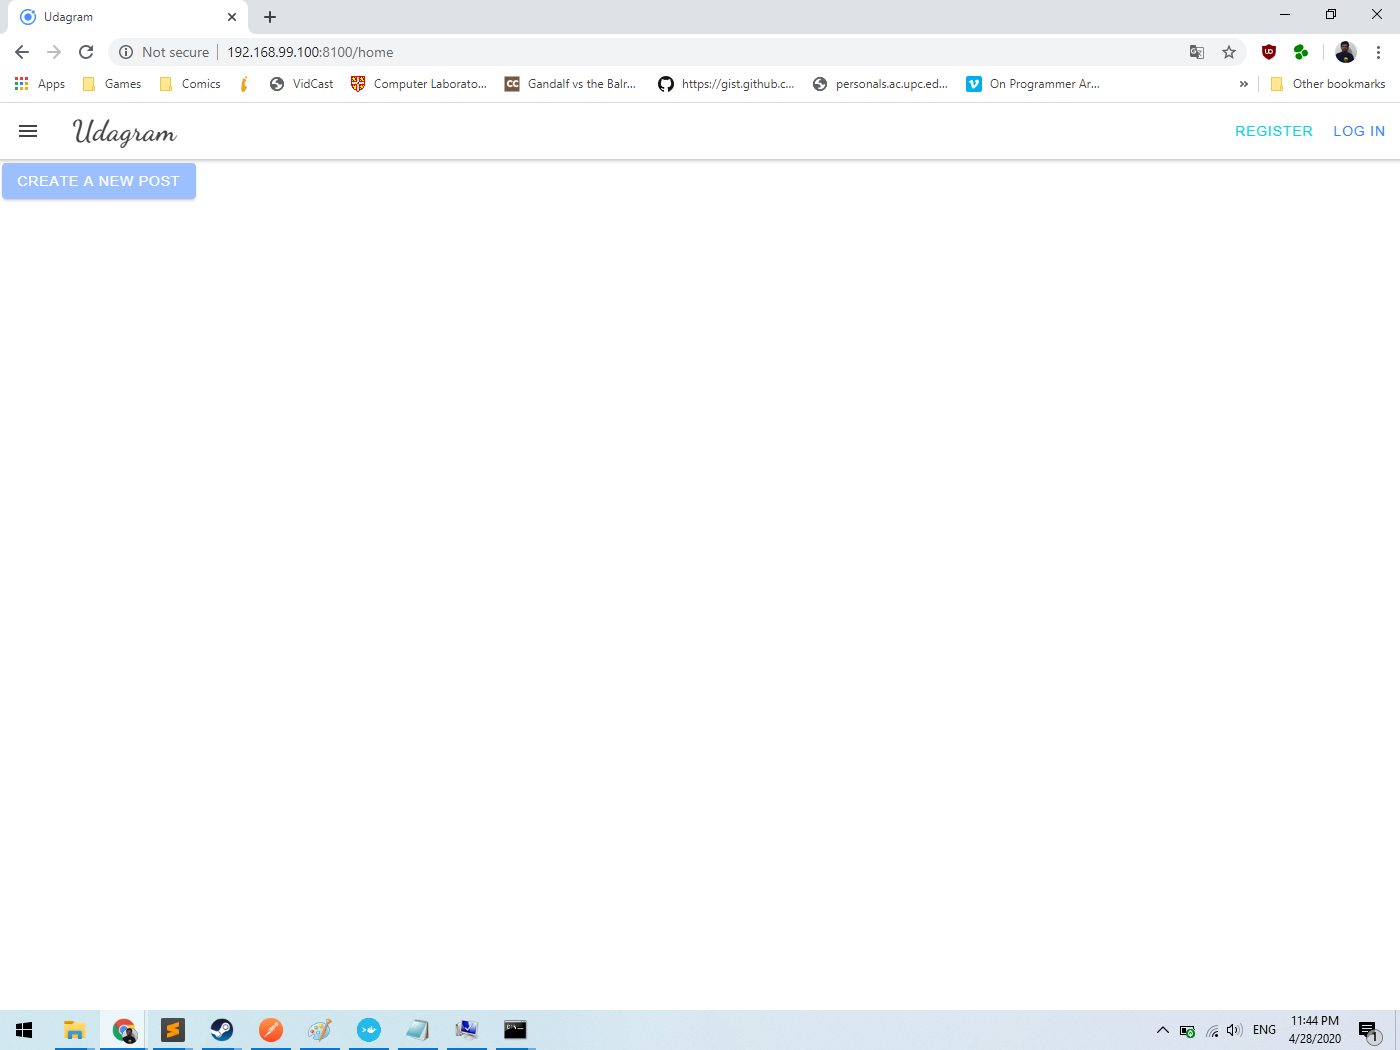 Udagram
Not secure 192.168.99.100:8100/home
Apps Games Comics VidCast Computer Laborato... Gandalf vs the Balr... https://gist.github.c... personals.ac.upc.ed... On Programmer Ar... » Other bookmarks
Udagram REGISTER LOG IN
CREATE A NEW POST
ENG 11:44 PM
4/28/2020
1